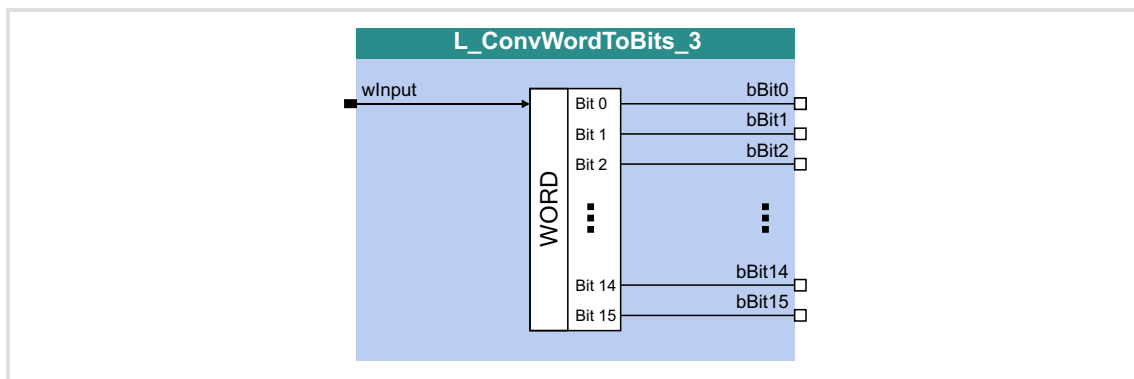 L_ConvWordToBits_3
wInput
WORD
Bit 0
bBit0
Bit 1
bBit1
Bit 2
bBit2
Bit 14
bBit14
Bit 15
bBit15